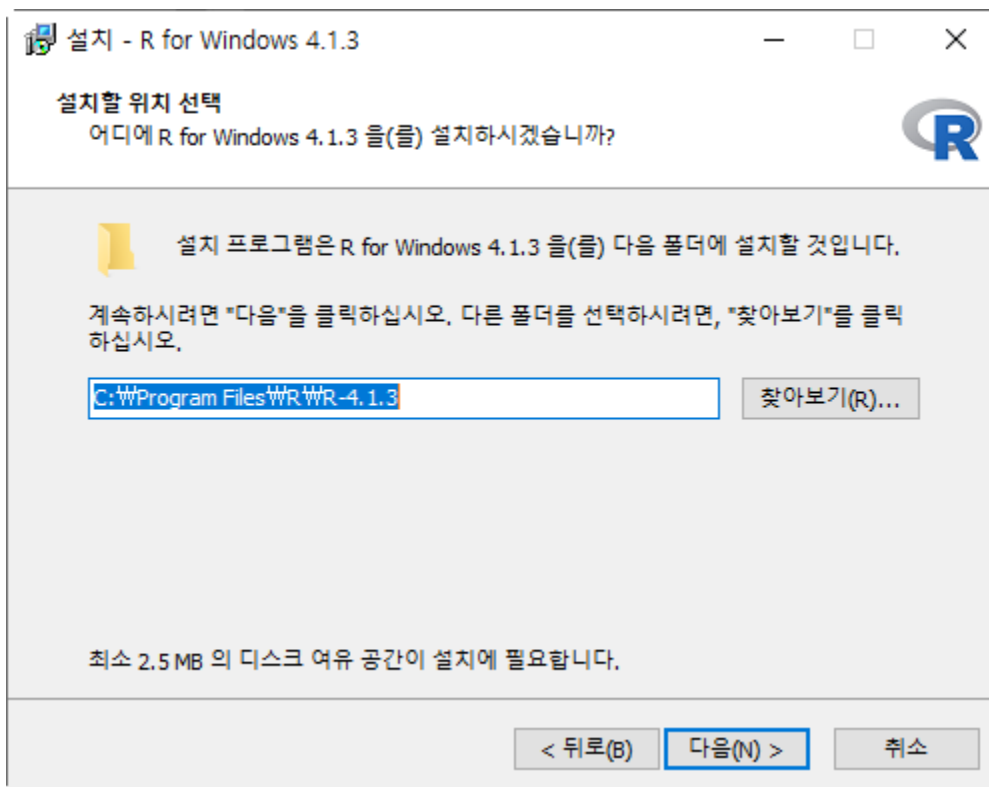 설치 - R for Windows 4.1.3
설치할 위치 선택
어디에 R for Windows 4.1.3 을(를) 설치하시겠습니까?
R
설치 프로그램은 R for Windows 4.1.3 을(를) 다음 폴더에 설치할 것입니다.
계속하시려면 "다음"을 클릭하십시오. 다른 폴더를 선택하시려면, "찾아보기"를 클릭
하십시오.
C:₩Program Files₩R₩R-4.1.3
찾아보기(R)...
최소 2.5 MB 의 디스크 여유 공간이 설치에 필요합니다.
< 뒤로(B) 다음(N) > 취소